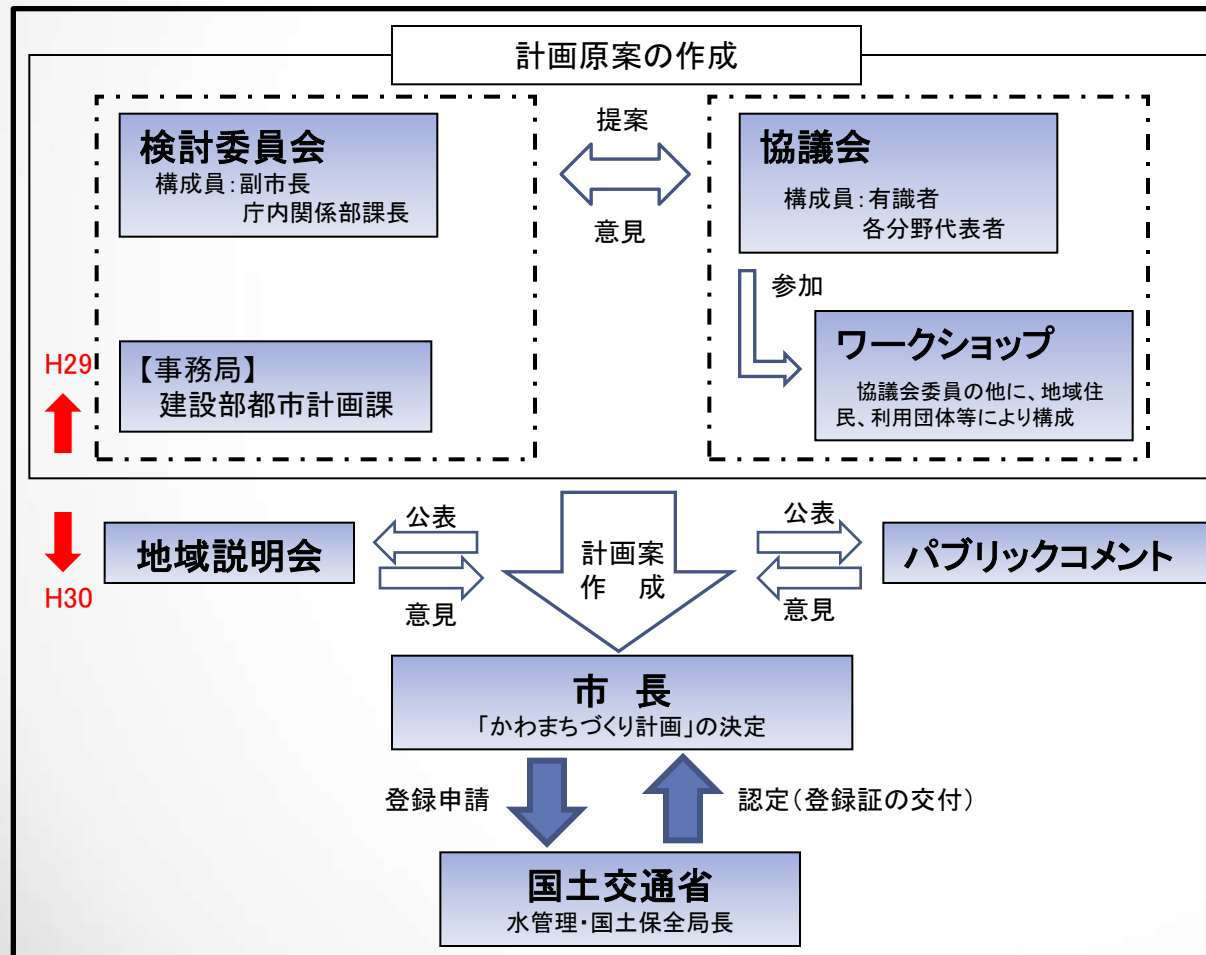 計画原案の作成
検討委員会
構成員：副市長
庁内関係部課長
提案
意見
協議会
構成員：有識者
各分野代表者
参加
ワークショップ
協議会委員の他に、地域住
民、利用団体等により構成
【事務局】
建設部都市計画課
H29
H30
地域説明会
公表
意見
計画案
作　成
公表
意見
パブリックコメント
市　長
「かわまちづくり計画」の決定
登録申請
認定（登録証の交付）
国土交通省
水管理・国土保全局長